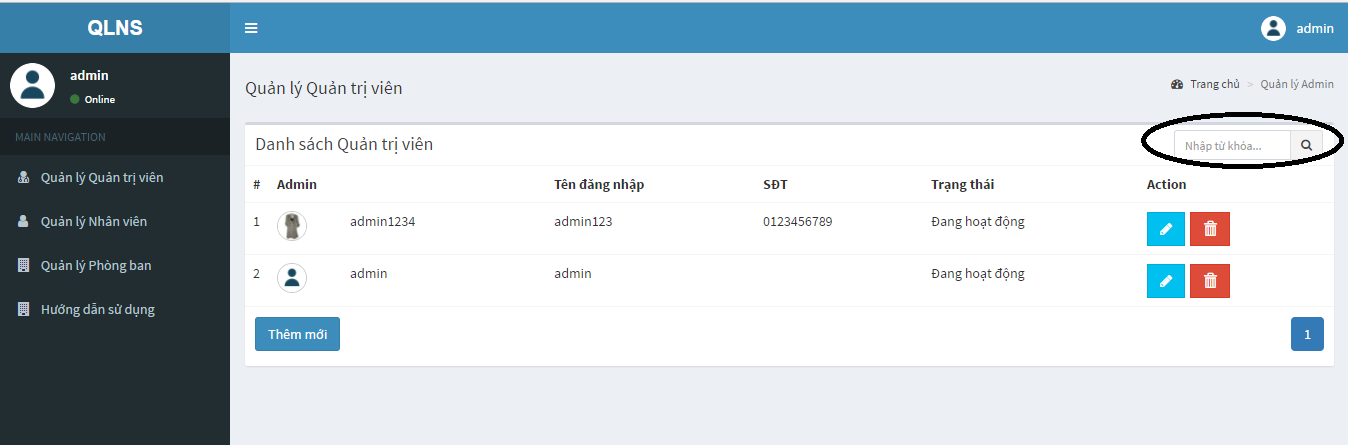 QLNS
admin
admin
Online
MAIN NAVIGATION
Quản lý Quản trị viên
Quản lý Nhân viên
Quản lý Phòng ban
Hướng dẫn sử dụng
Quản lý Quản trị viên
Trang chủ > Quản lý Admin
Danh sách Quản trị viên
Nhập từ khóa...
# Admin Tên đăng nhập SĐT Trạng thái Action
1 admin1234 admin123 0123456789 Đang hoạt động
2 admin admin Đang hoạt động
Thêm mới
1